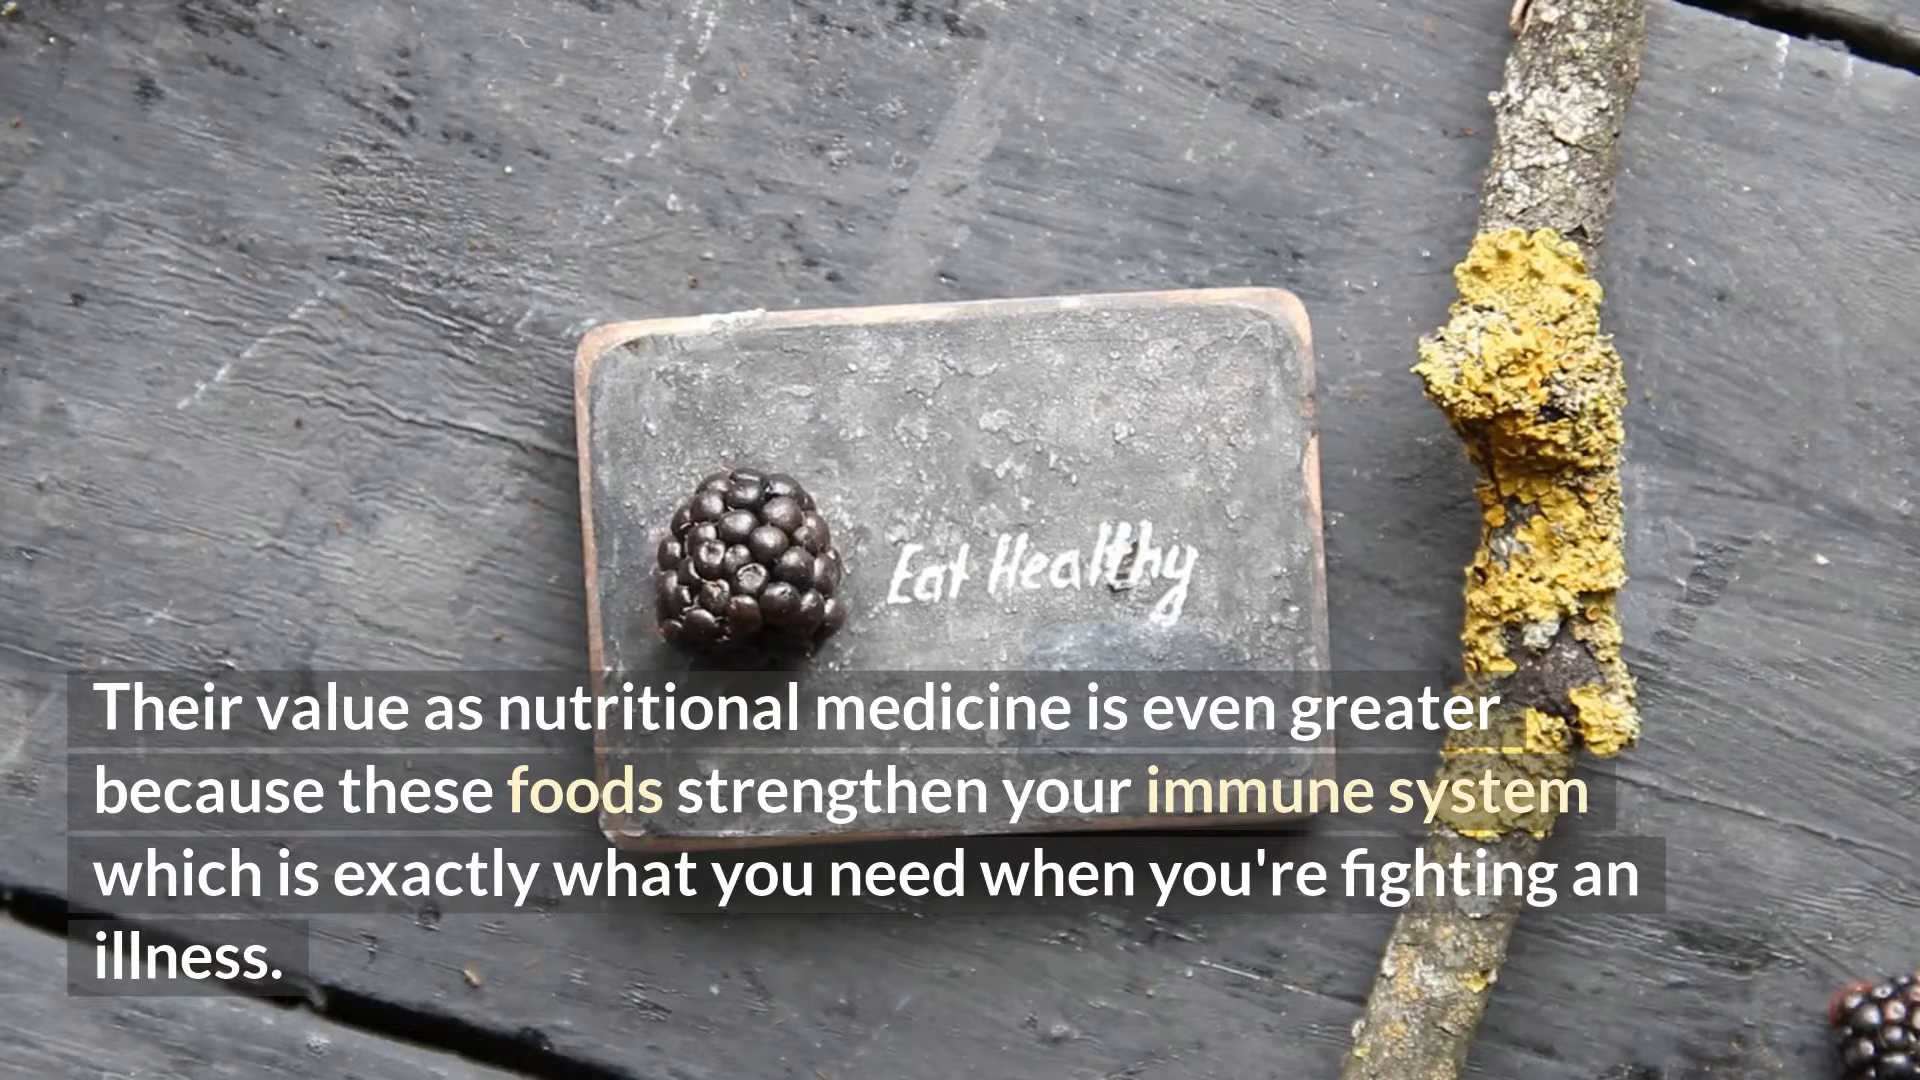 Eat Healthy
Their value as nutritional medicine is even greater
because these foods strengthen your immune system
which is exactly what you need when you're fighting an
illness.